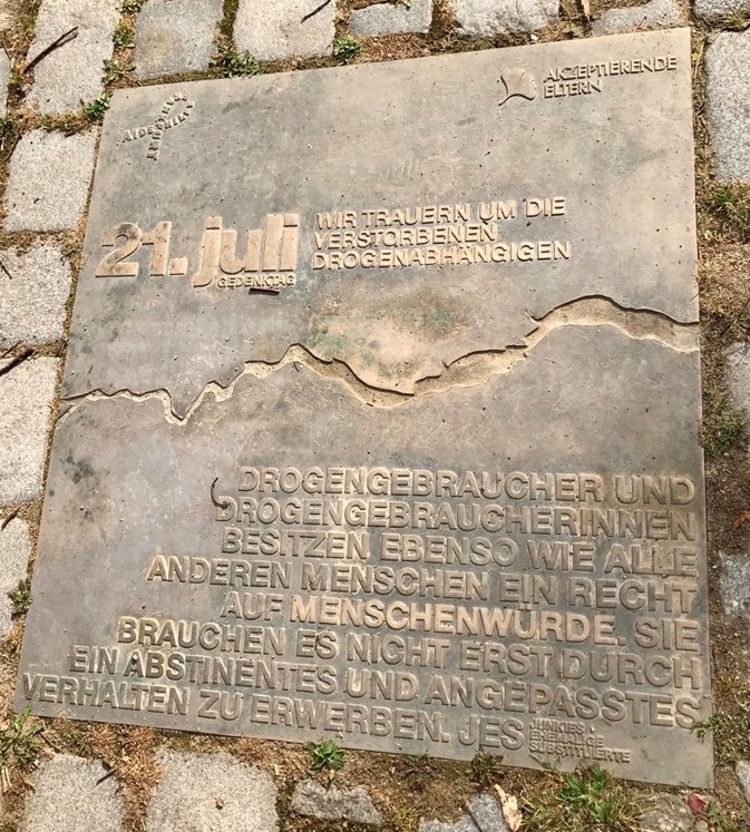 AIDSHILFE
AKZEPTIERENDE
ELTERN
21. juli
GEDENKTAG
WIR TRAUERN UM DIE
VERSTORBENEN
DROGENABHÄNGIGEN
DROGENGEBRAUCHER UND
DROGENGEBRAUCHERINNEN
BESITZEN EBENSO WIE ALLE
ANDEREN MENSCHEN EIN RECHT
AUF MENSCHENWÜRDE. SIE
BRAUCHEN ES NICHT ERST DURCH
EIN ABSTINENTES UND ANGEPASSTES
VERHALTEN ZU ERWERBEN. JES
JUNKIES
EHEMALIGE
SUBSTITUIERTE